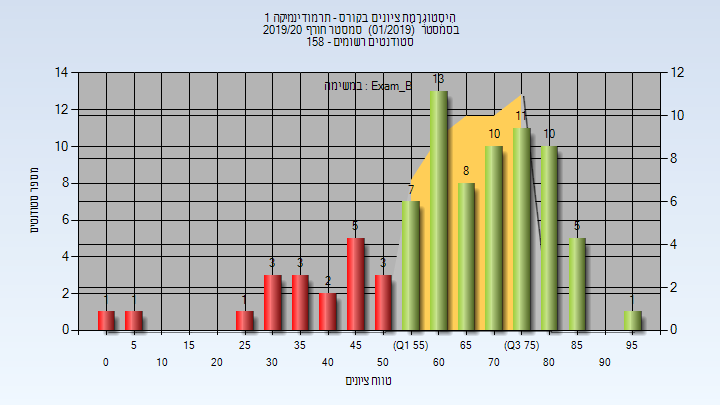 היסטוגרמת ציונים בקורס - תרמודינמיקה 1
בסמסטר (01/2019) סמסטר חורף 2019/20
סטודנטים רשומים - 158
במשימה : Exam_B
מספר סטודנטים
14 12 10 8 6 4 2 0
12 10 8 6 4 2 0
1 1 1 3 3 2 5 3 7 13 8 10 11 10 5 1
5 15 25 35 45 (Q1 55) 65 (Q3 75) 85 95
0 10 20 30 40 50 60 70 80 90
טווח ציונים